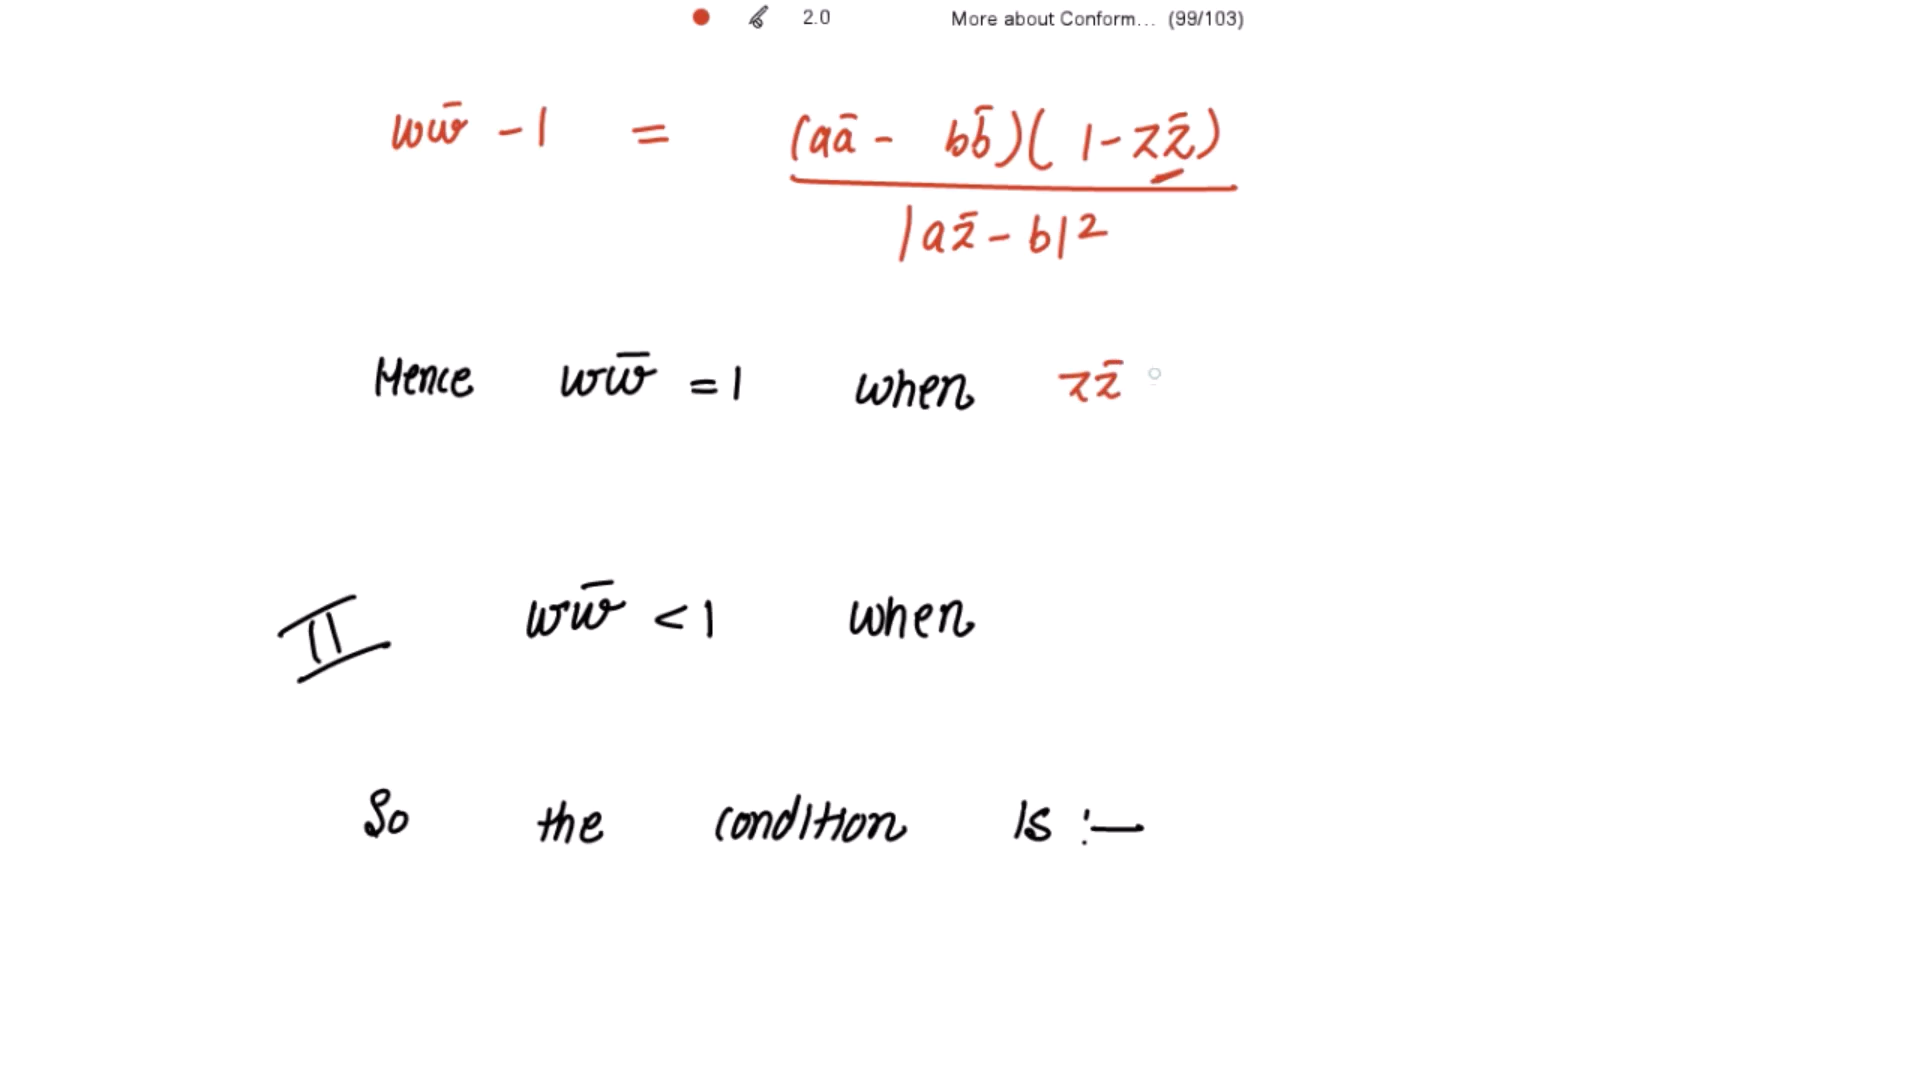 2.0 More about Conform... (99/103)
ww̄ - 1 = (aā - bb̄)(1 - zz̄)
|az̄ - b|²
Hence ww̄ = 1 when zz̄
II ww̄ < 1 when
So the condition is :—